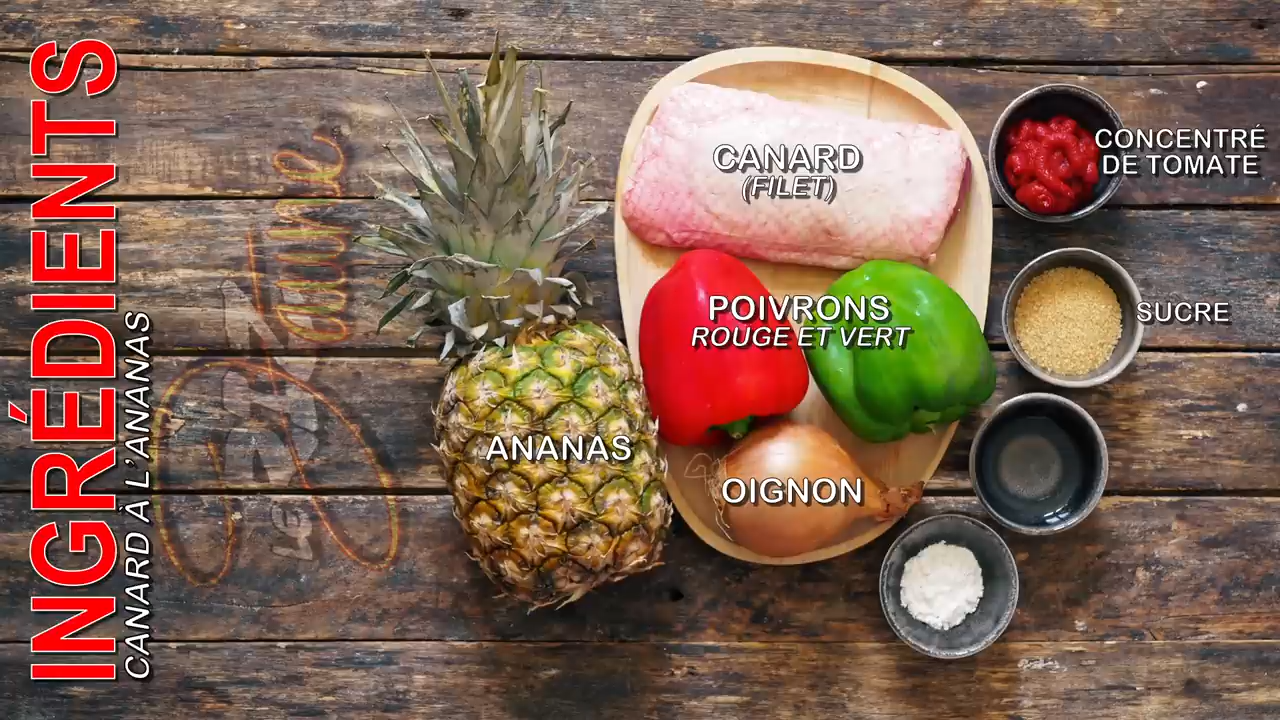 INGRÉDIENTS
CANARD À L'ANANAS
CANARD
(FILET)
CONCENTRÉ
DE TOMATE
POIVRONS
ROUGE ET VERT
SUCRE
ANANAS
OIGNON